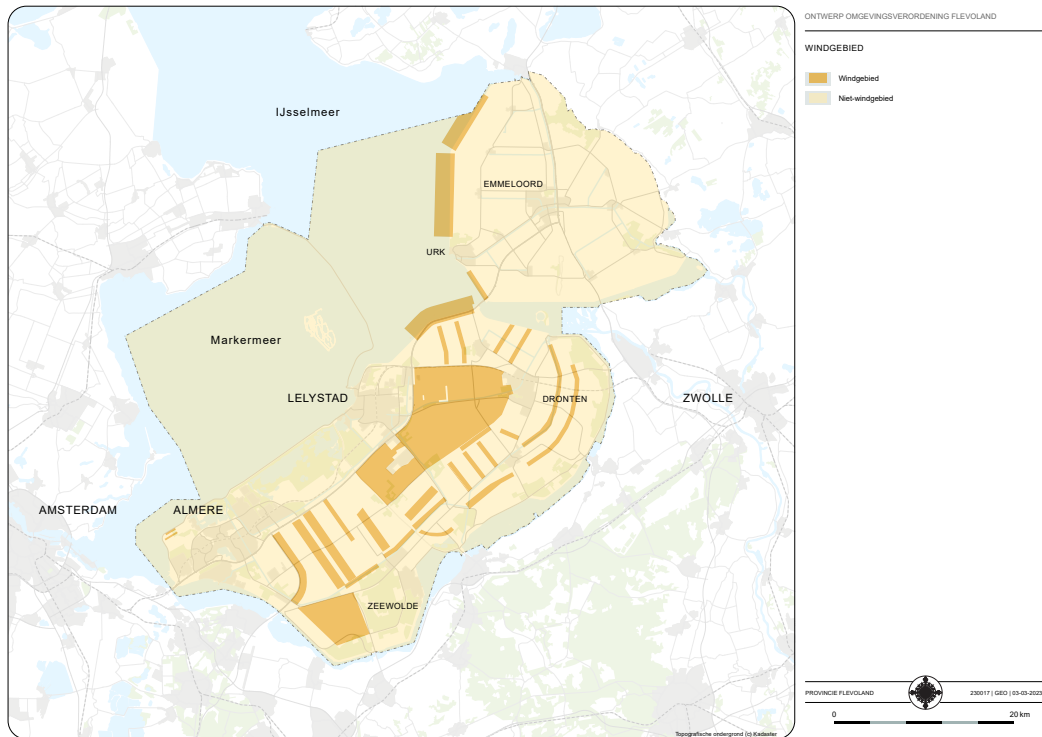 ONTWERP OMGEVINGSVERORDENING FLEVOLAND
WINDGEBIED
Windgebied
Niet-windgebied
IJsselmeer
EMMELOORD
URK
Markermeer
LELYSTAD
DRONTEN
ZWOLLE
AMSTERDAM
ALMERE
ZEEWOLDE
Topografische ondergrond (c) Kadaster
PROVINCIE FLEVOLAND
230017 | GEO | 03-03-2023
0
20 km